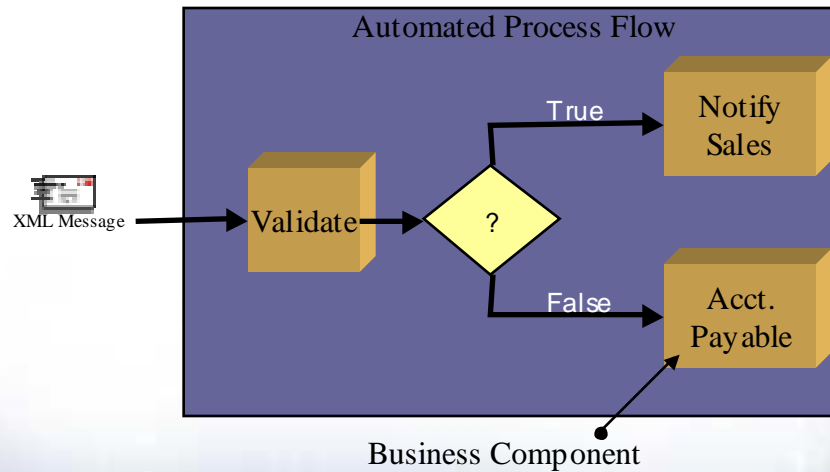 Automated Process Flow
True
Notify
Sales
XML Message
Validate
?
False
Acct.
Payable
Business Component